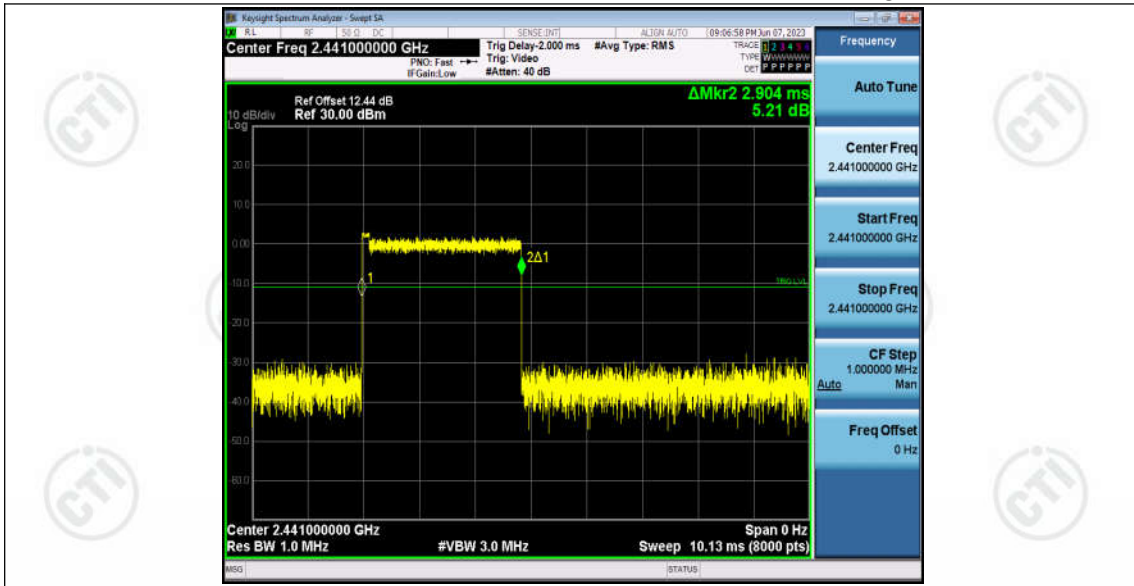 Keysight Spectrum Analyzer - Swept SA
RL RF 50 Ω DC SENSE:INT ALIGN AUTO 09:06:58 PM Jun 07, 2023
Center Freq 2.441000000 GHz
PNO: Fast
IFGain:Low
Trig Delay-2.000 ms
Trig: Video
#Atten: 40 dB
#Avg Type: RMS
TRACE 1 2 3 4 5 6
TYPE WWWWWW
DET P P P P P P
Ref Offset 12.44 dB
10 dB/div Ref 30.00 dBm
Log
ΔMkr2 2.904 ms
5.21 dB
20.0
10.0
0.00
2Δ1
1
-10.0
TRIG LVL
-20.0
-30.0
-40.0
-50.0
-60.0
Center 2.441000000 GHz Span 0 Hz
Res BW 1.0 MHz #VBW 3.0 MHz Sweep 10.13 ms (8000 pts)
MSG STATUS
Frequency
Auto Tune
Center Freq
2.441000000 GHz
Start Freq
2.441000000 GHz
Stop Freq
2.441000000 GHz
CF Step
1.000000 MHz
Auto Man
Freq Offset
0 Hz
CTI
CTI
CTI
CTI